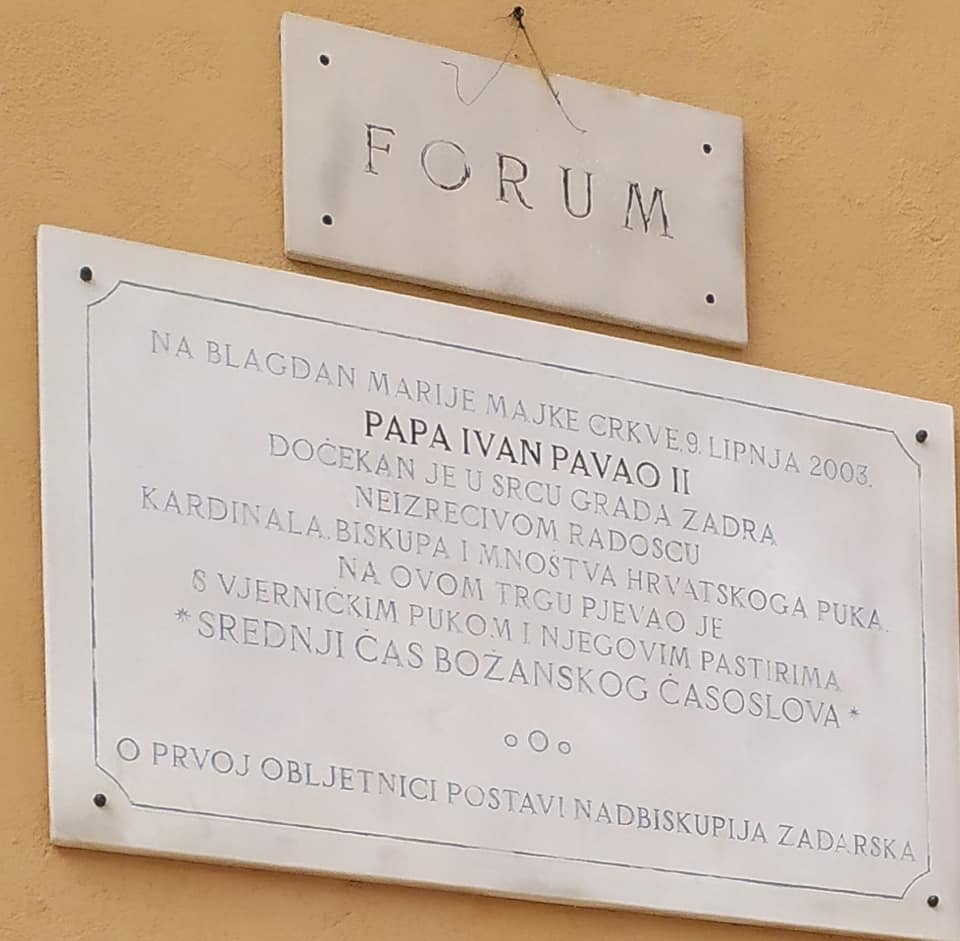 FORUM
NA BLAGDAN MARIJE MAJKE CRKVE, 9. LIPNJA 2003.
PAPA IVAN PAVAO II
DOČEKAN JE U SRCU GRADA ZADRA
NEIZRECIVOM RADOSCU
KARDINALA, BISKUPA I MNOŠTVA HRVATSKOGA PUKA.
NA OVOM TRGU PJEVAO JE
S VJERNIČKIM PUKOM I NJEGOVIM PASTIRIMA
*SREDNJI ČAS BOŽANSKOG ČASOSLOVA*
o O o
O PRVOJ OBLJETNICI POSTAVI NADBISKUPIJA ZADARSKA